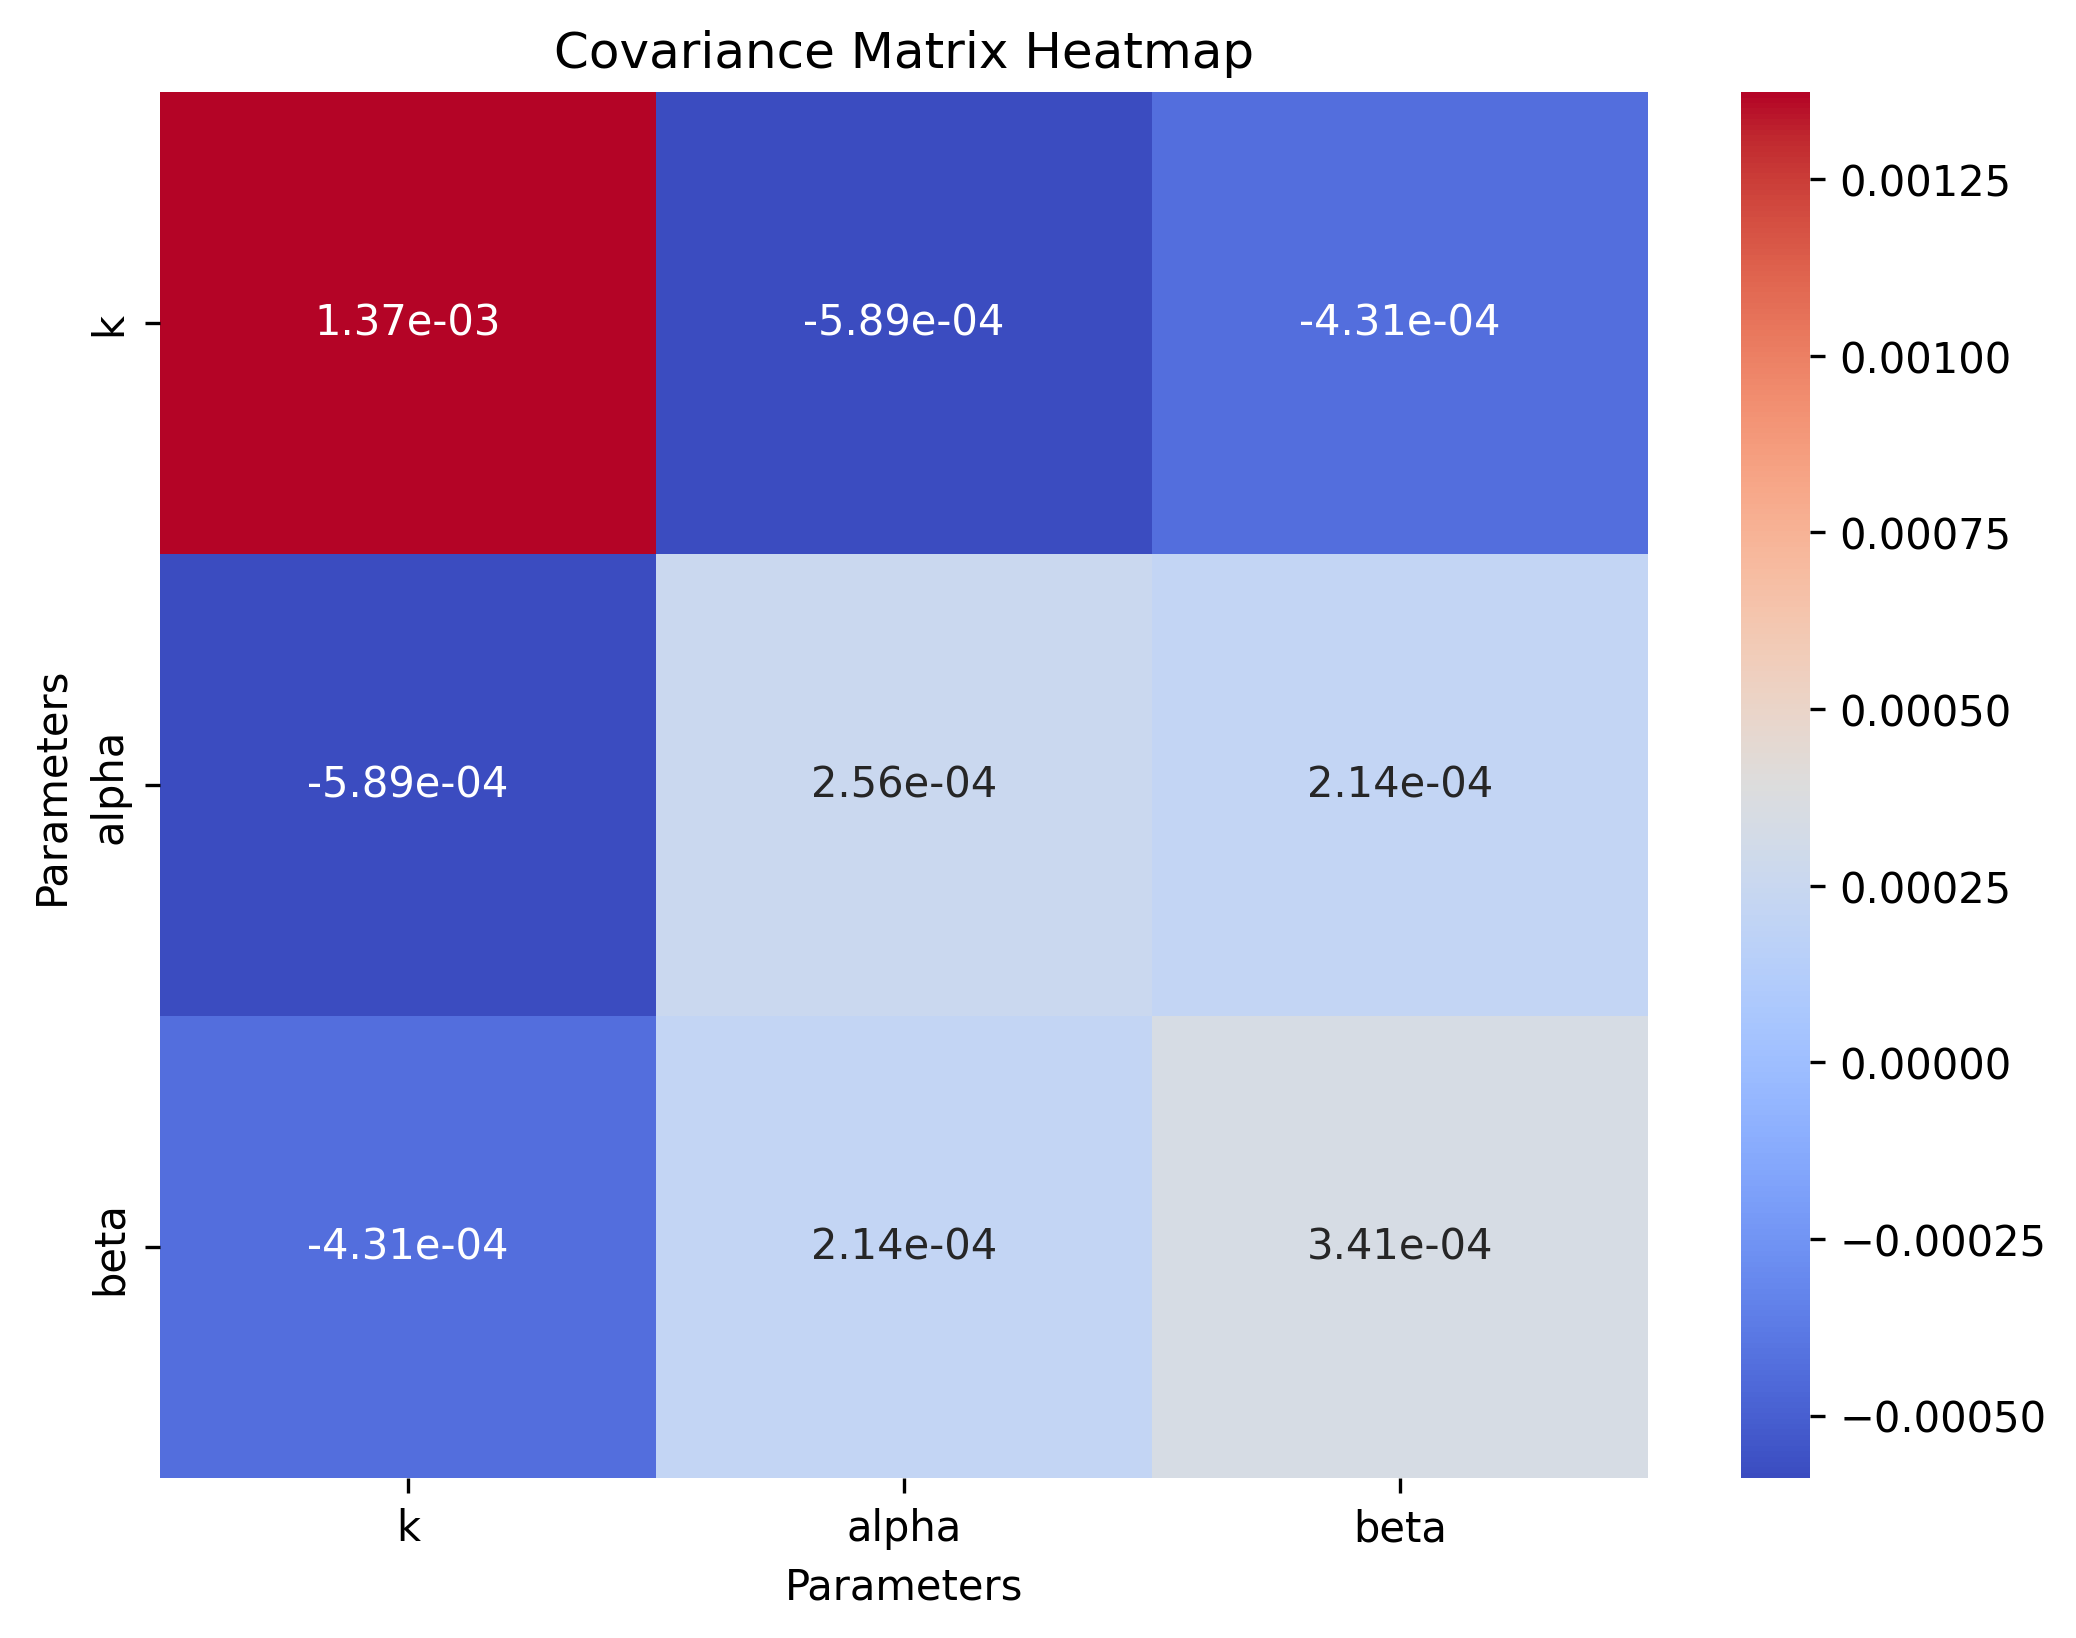 Covariance Matrix Heatmap
Parameters
k
1.37e-03
-5.89e-04
-4.31e-04
alpha
-5.89e-04
2.56e-04
2.14e-04
beta
-4.31e-04
2.14e-04
3.41e-04
k
alpha
beta
Parameters
0.00125
0.00100
0.00075
0.00050
0.00025
0.00000
−0.00025
−0.00050